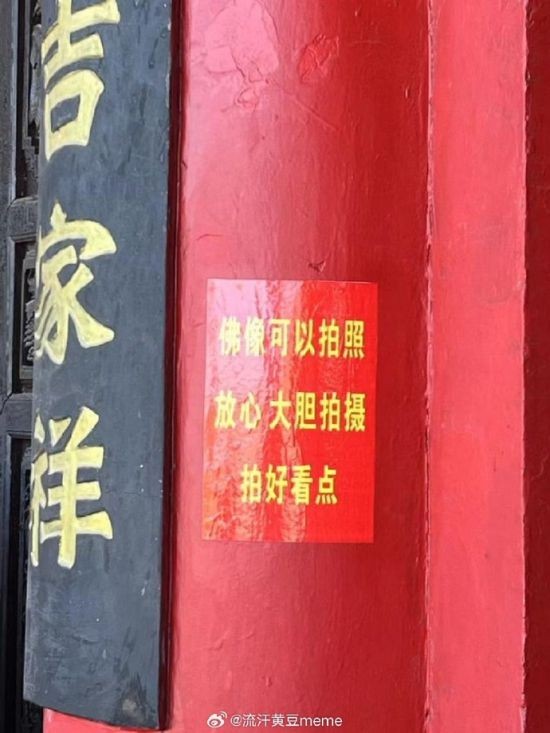 吉家祥
佛像可以拍照
放心 大胆拍摄
拍好看点
@流汗黄豆meme